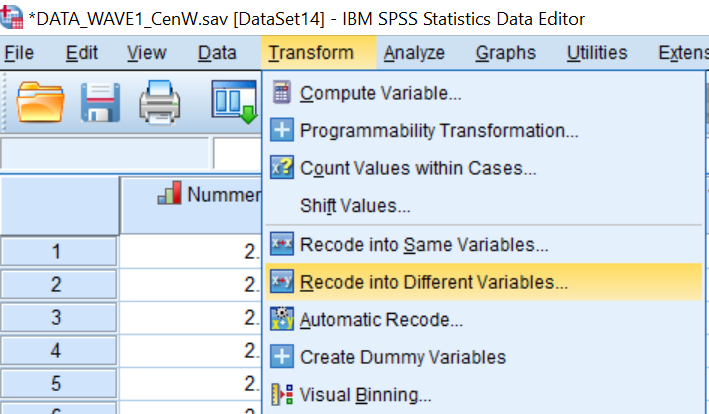 *DATA_WAVE1_CenW.sav [DataSet14] - IBM SPSS Statistics Data Editor
File Edit View Data Transform Analyze Graphs Utilities Extens
Compute Variable...
Programmability Transformation...
Count Values within Cases...
Shift Values...
Nummer
Recode into Same Variables...
1 2.
Recode into Different Variables...
2 2.
Automatic Recode...
3 2.
Create Dummy Variables
4 2.
Visual Binning...
5 2.